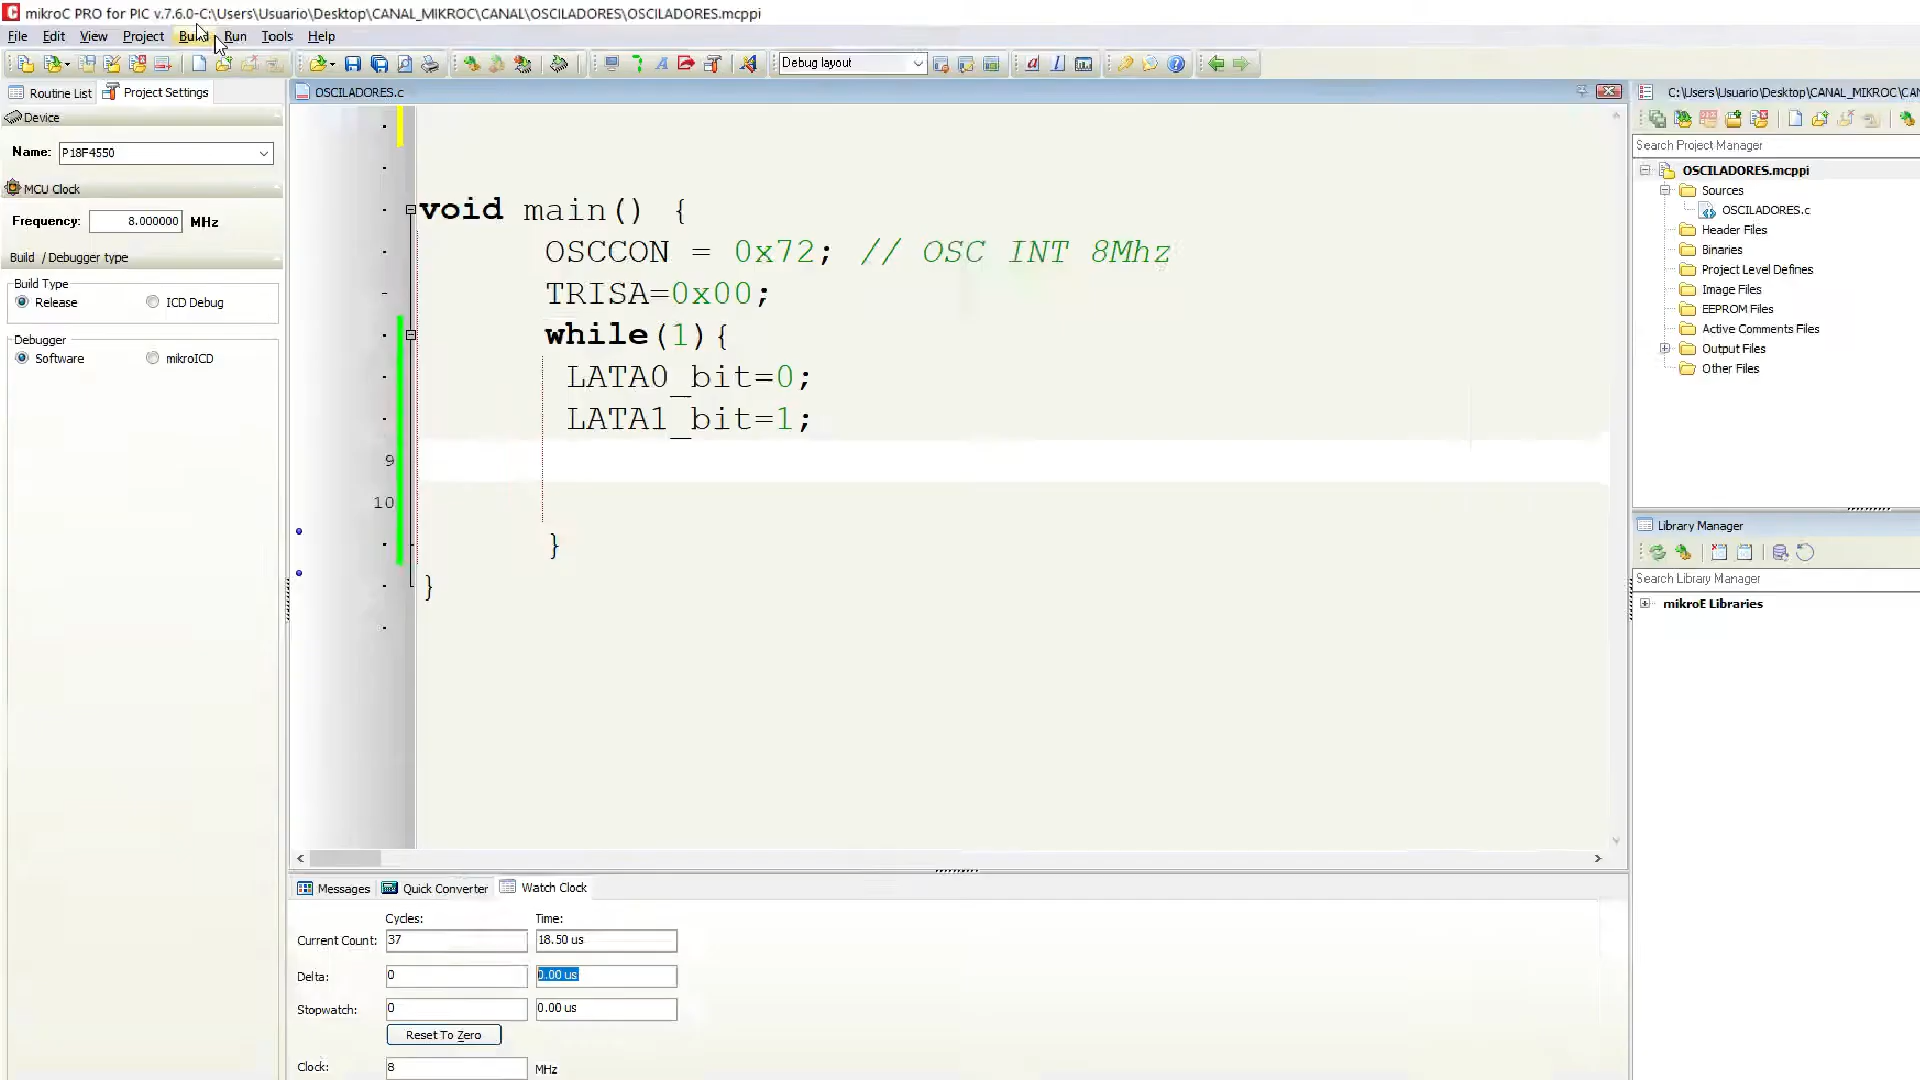 mikroC PRO for PIC v.7.6.0-C:\Users\Usuario\Desktop\CANAL_MIKROC\CANAL\OSCILADORES\OSCILADORES.mcppi
File Edit View Project Build Run Tools Help
Debug layout
Routine List Project Settings
Device
Name: P18F4550
MCU Clock
Frequency: 8.000000 MHz
Build / Debugger type
Build Type
Release ICD Debug
Debugger
Software mikroICD
OSCILADORES.c
void main() {
OSCCON = 0x72; // OSC INT 8Mhz
TRISA=0x00;
while(1){
LATA0_bit=0;
LATA1_bit=1;
9
10
}
}
Messages Quick Converter Watch Clock
Cycles: Time:
Current Count: 37 18.50 us
Delta: 0 0.00 us
Stopwatch: 0 0.00 us
Reset To Zero
Clock: 8 MHz
C:\Users\Usuario\Desktop\CANAL_MIKROC\CAN
Search Project Manager
OSCILADORES.mcppi
Sources
OSCILADORES.c
Header Files
Binaries
Project Level Defines
Image Files
EEPROM Files
Active Comments Files
Output Files
Other Files
Library Manager
Search Library Manager
mikroE Libraries